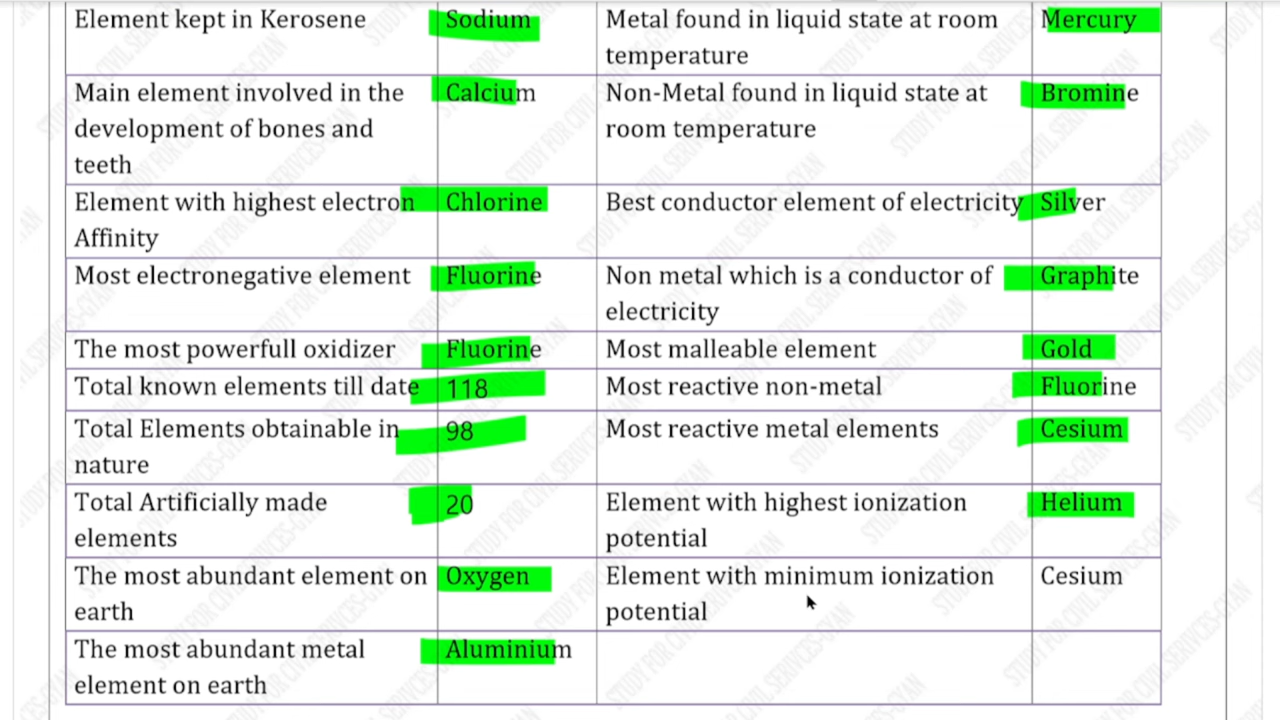 Element kept in Kerosene Sodium Metal found in liquid state at room Mercury
temperature
Main element involved in the Calcium Non-Metal found in liquid state at Bromine
development of bones and room temperature
teeth
Element with highest electron Chlorine Best conductor element of electricity Silver
Affinity
Most electronegative element Fluorine Non metal which is a conductor of Graphite
electricity
The most powerfull oxidizer Fluorine Most malleable element Gold
Total known elements till date 118 Most reactive non-metal Fluorine
Total Elements obtainable in 98 Most reactive metal elements Cesium
nature
Total Artificially made 20 Element with highest ionization Helium
elements potential
The most abundant element on Oxygen Element with minimum ionization Cesium
earth potential
The most abundant metal Aluminium
element on earth